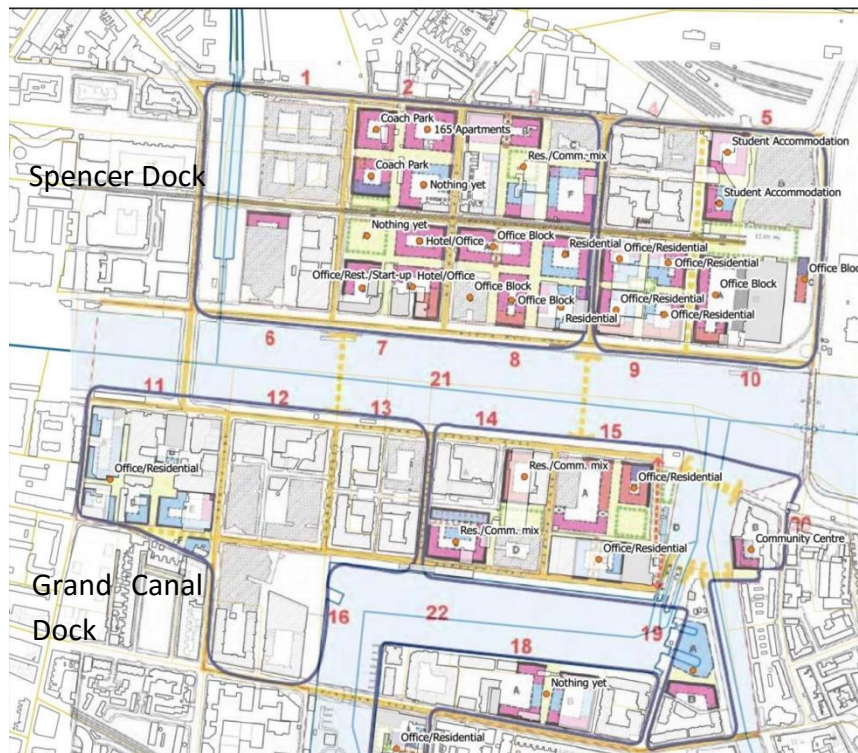 1
2
3
4
5
Coach Park
165 Apartments
Student Accommodation
Spencer Dock
Coach Park
Res./Comm. mix
Nothing yet
F
Student Accommodation
Nothing yet
Hotel/Office
Office Block
Residential
Office/Residential
Office/Residential
Office/Rest./Start-up
Hotel/Office
Office Block
Office Block
Office Block
Office Block
Residential
Office/Residential
Office/Residential
6
7
8
9
10
11
12
13
21
14
15
Office/Residential
Res./Comm. mix
Office/Residential
A
Res./Comm. mix
D
D
Office/Residential
B
Community Centre
Grand Canal
Dock
16
22
19
18
A
B
A
Nothing yet
Office/Residential